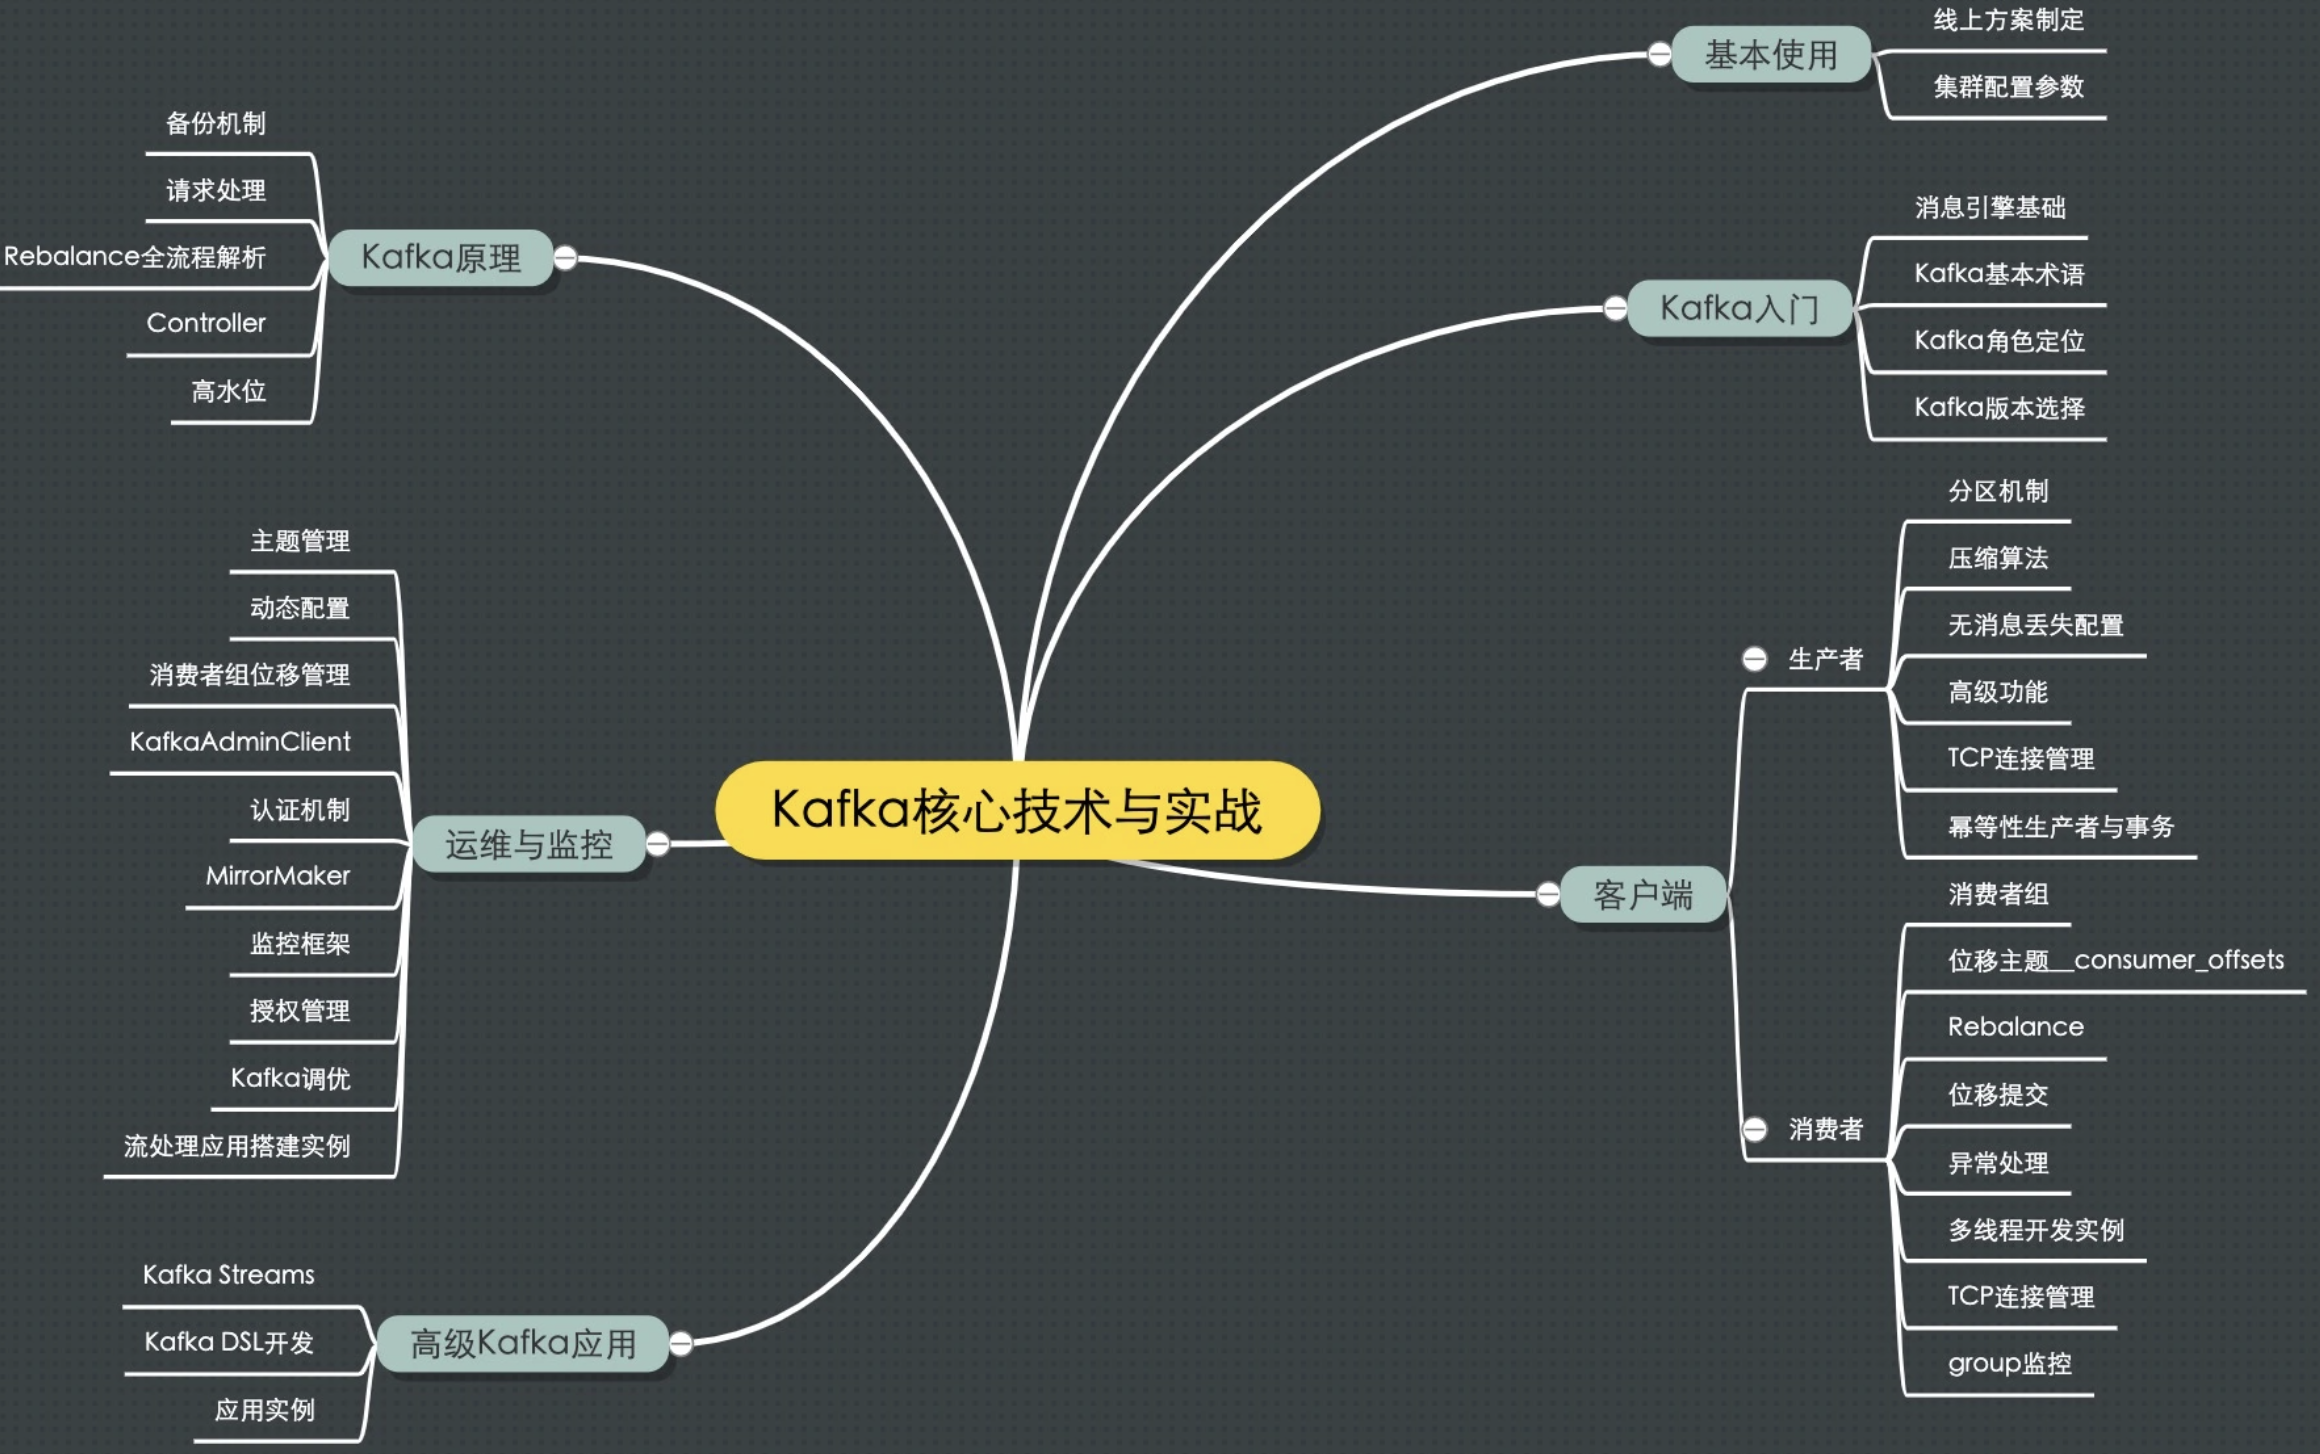 Kafka核心技术与实战
基本使用
线上方案制定
集群配置参数
Kafka入门
消息引擎基础
Kafka基本术语
Kafka角色定位
Kafka版本选择
客户端
生产者
分区机制
压缩算法
无消息丢失配置
高级功能
TCP连接管理
幂等性生产者与事务
消费者
消费者组
位移主题__consumer_offsets
Rebalance
位移提交
异常处理
多线程开发实例
TCP连接管理
group监控
Kafka原理
备份机制
请求处理
Rebalance全流程解析
Controller
高水位
运维与监控
主题管理
动态配置
消费者组位移管理
KafkaAdminClient
认证机制
MirrorMaker
监控框架
授权管理
Kafka调优
流处理应用搭建实例
高级Kafka应用
Kafka Streams
Kafka DSL开发
应用实例